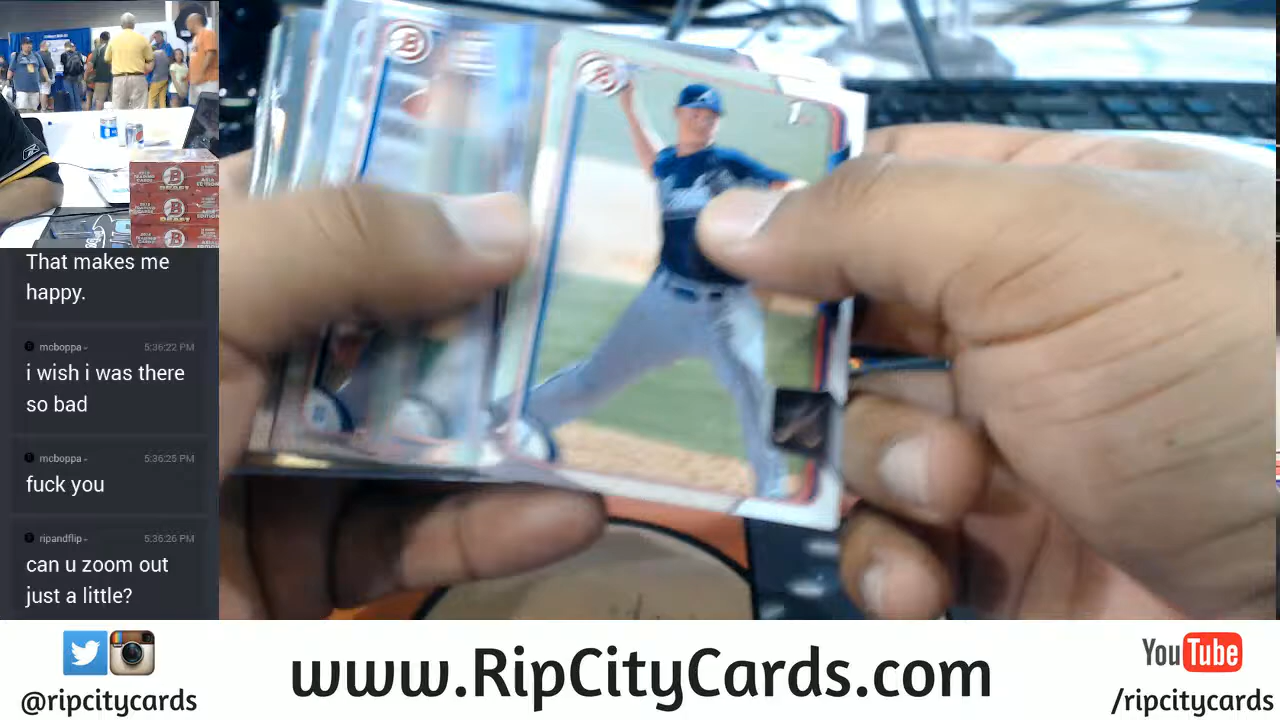 That makes me
happy.
mcboppa-
5:36:22 PM
i wish i was there
so bad
mcboppa-
5:36:25 PM
fuck you
ripandflip-
5:36:26 PM
can u zoom out
just a little?
B
B
1
@ripcitycards
www.RipCityCards.com
YouTube
/ripcitycards